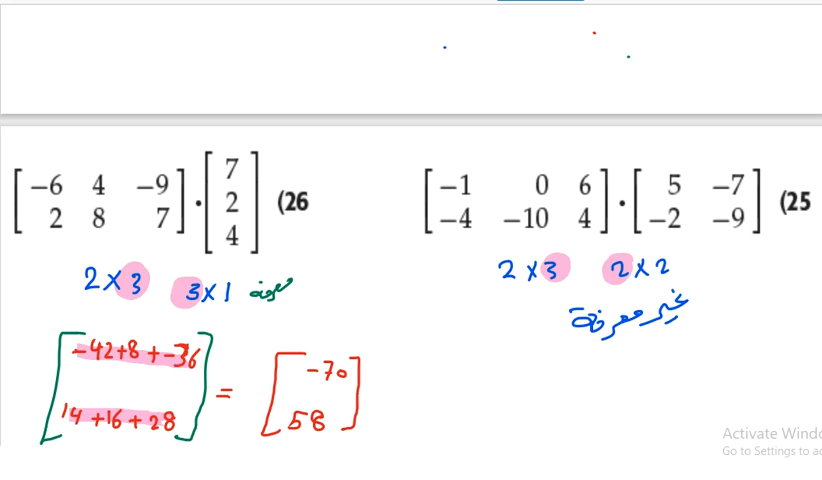 [−1 0 6
−4 −10 4] · [5 −7
−2 −9] (25
2 × 3 2 × 2
غير معرفة
[−6 4 −9
2 8 7] · [7
2
4] (26
2 × 3 3 × 1 معرفة
[−42+8+−36
14+16+28] = [−70
58]
Activate Windo
Go to Settings to a